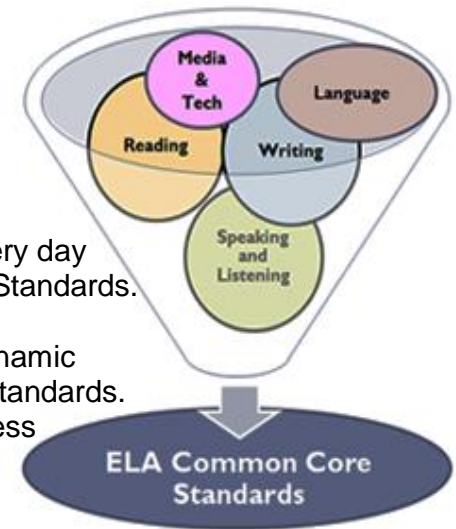 Media
&
Tech
Language
Reading
Writing
Speaking
and
Listening
ery day
Standards.
namic
tandards.
ess
ELA Common Core
Standards